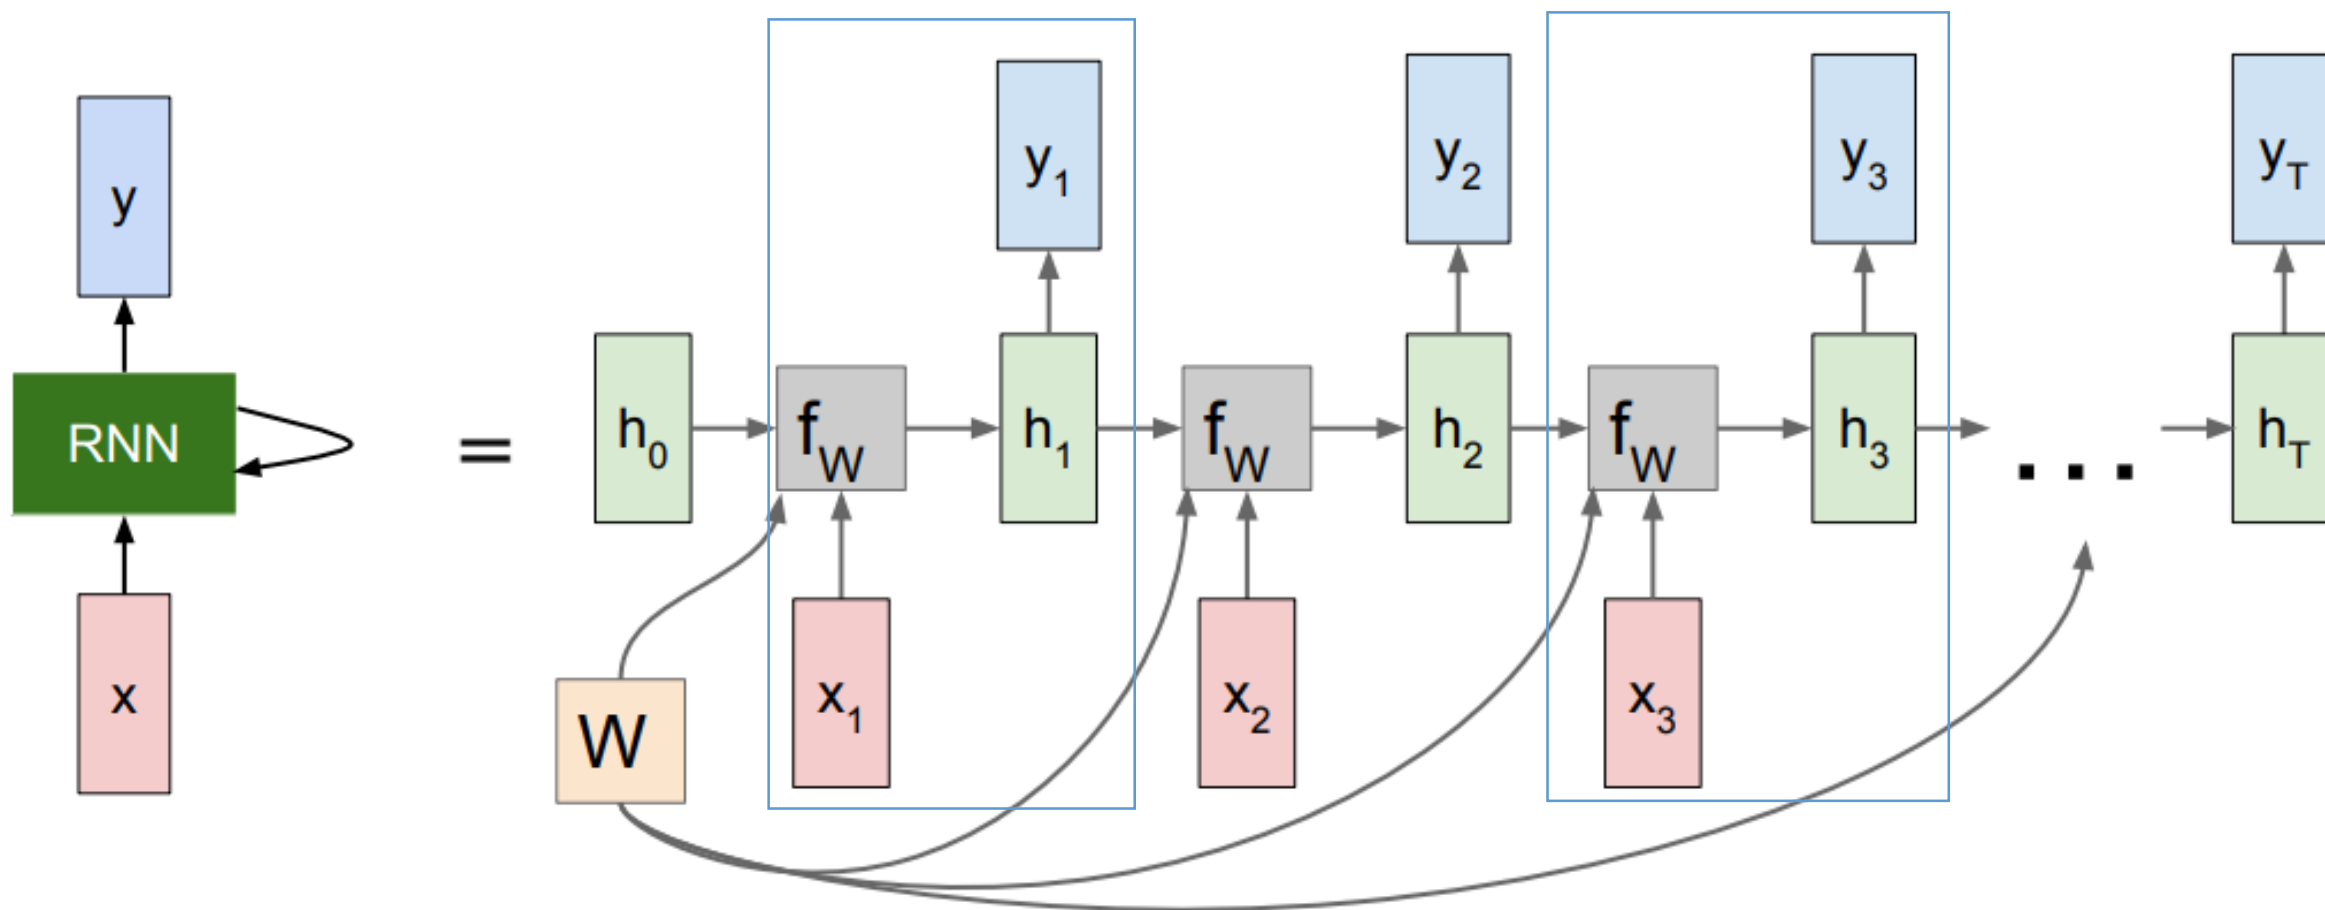 y
RNN
x
=
h0
fW
h1
y1
x1
fW
h2
y2
x2
fW
h3
y3
x3
...
hT
yT
W